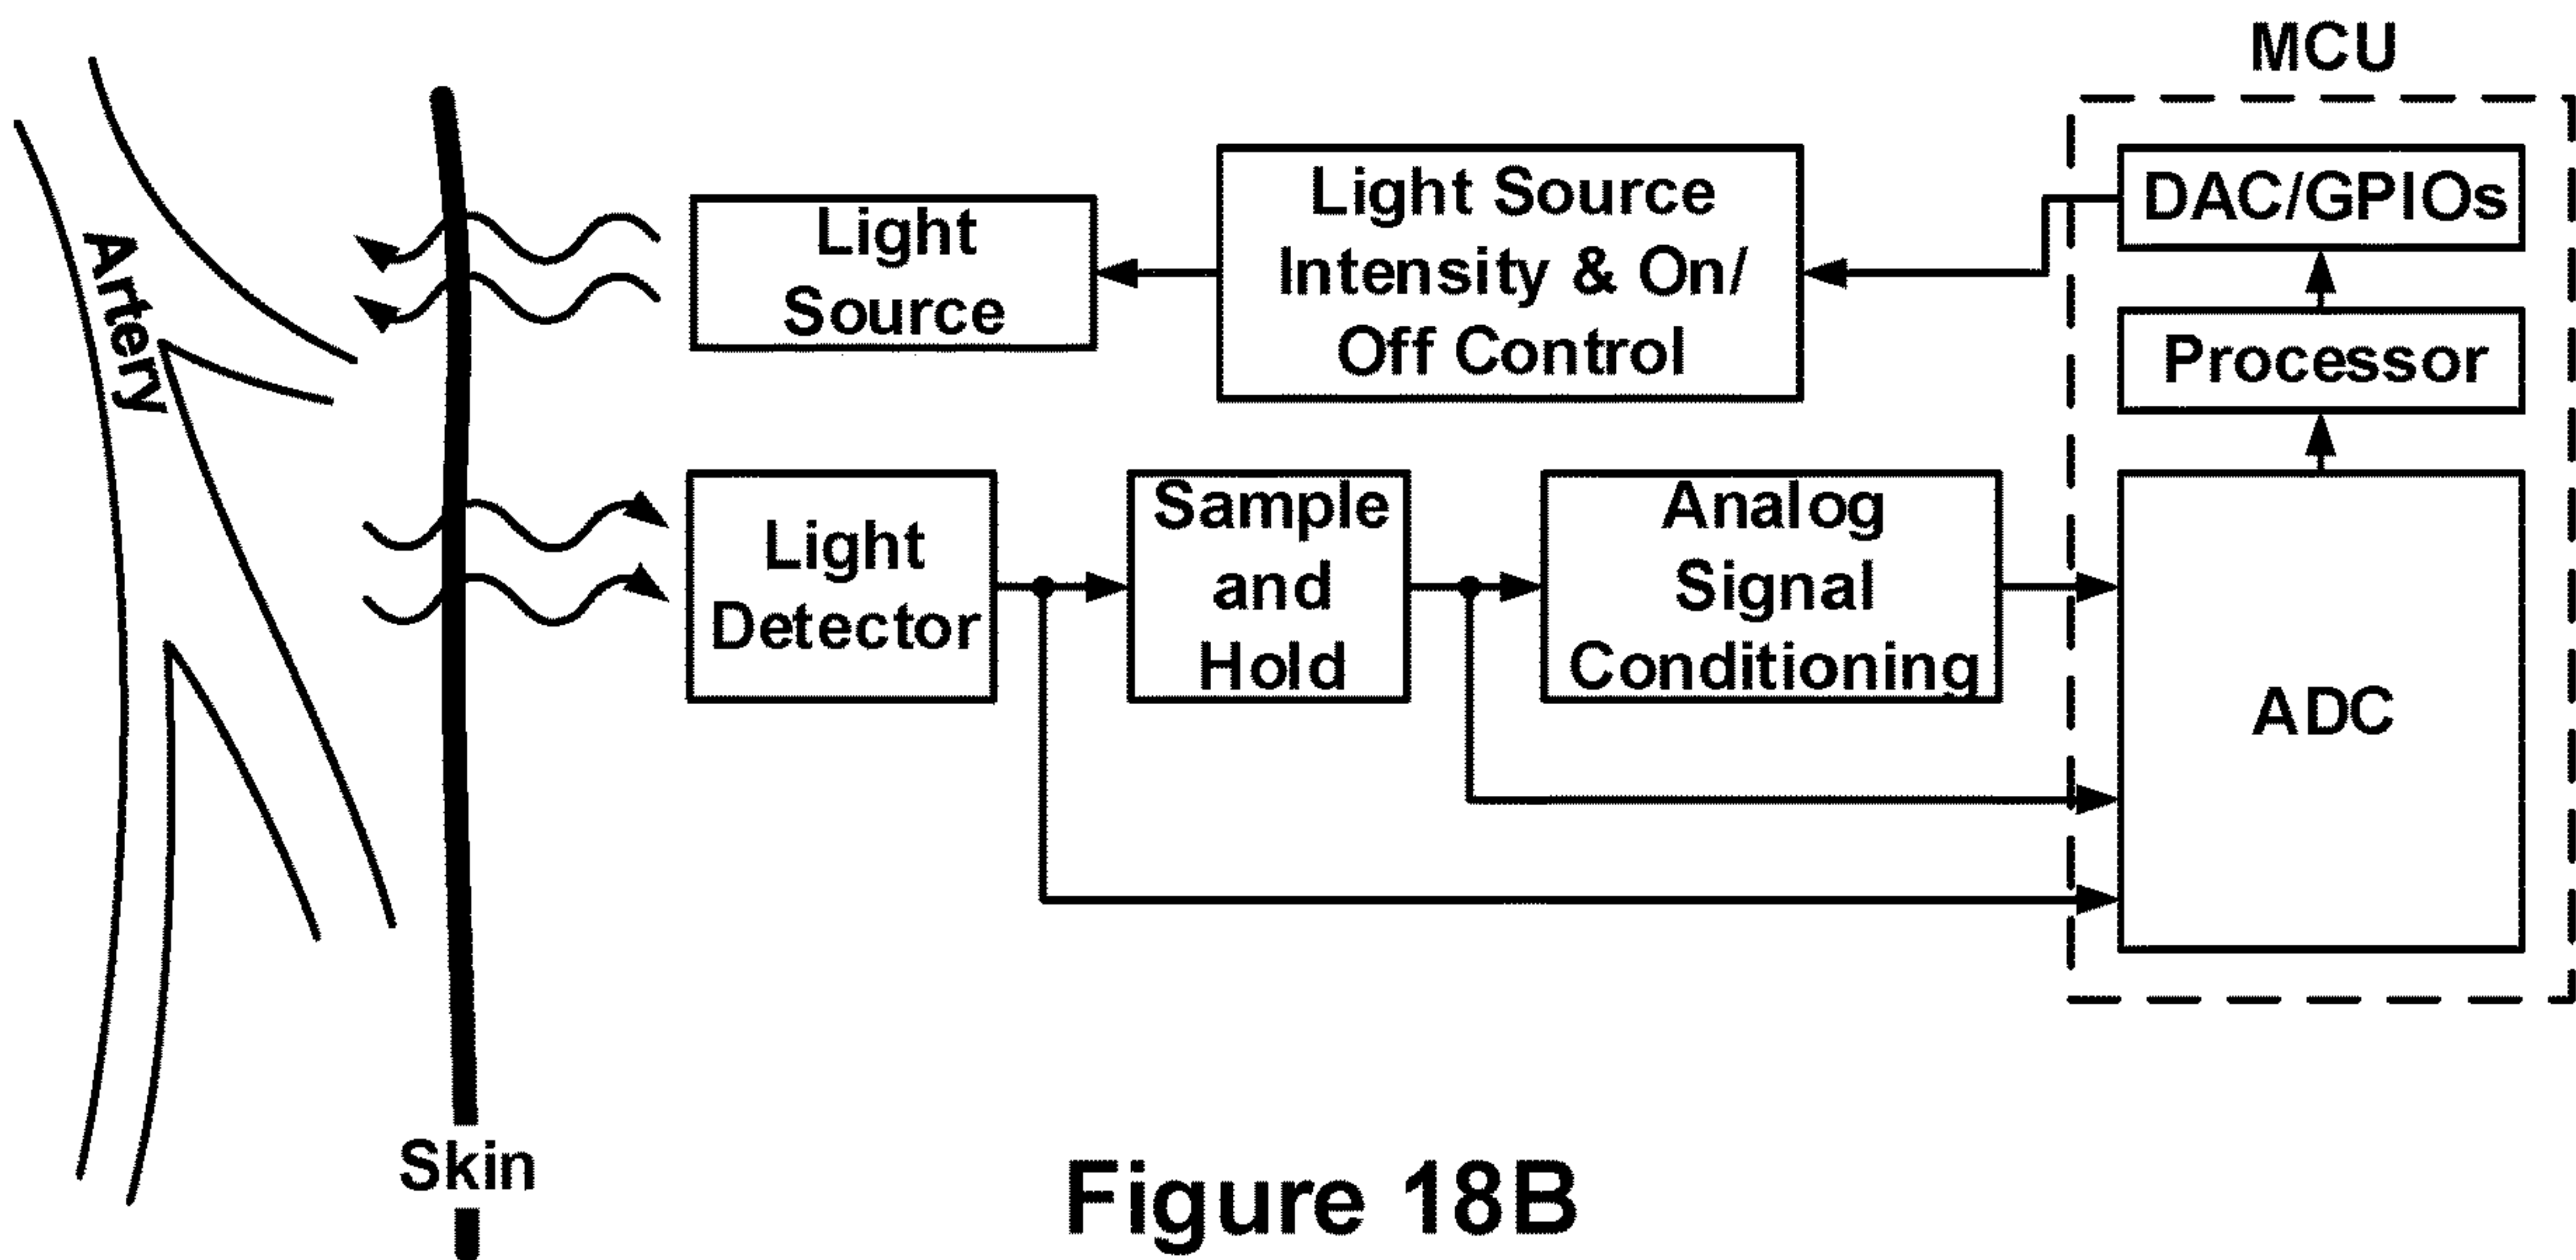 MCU
Artery
Light
Source
Light Source
Intensity & On/
Off Control
DAC/GPIOs
Processor
Light
Detector
Sample
and
Hold
Analog
Signal
Conditioning
ADC
Skin
Figure 18B